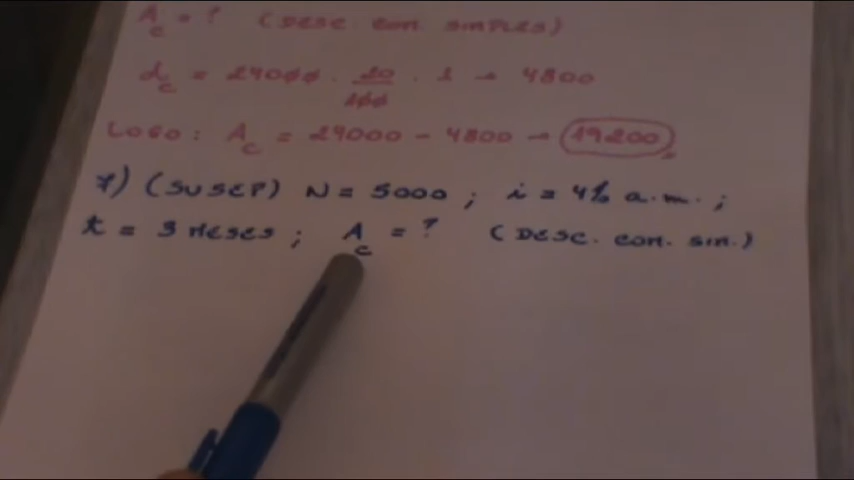 Ac = ? (DESC. COM. SIMPLES)
dc = 24000 . 20/100 . 1 → 4800
LOGO: Ac = 24000 - 4800 → 19200
7) (SUSEP) N = 5000 ; i = 4% a.m. ;
t = 3 MESES ; Ac = ? (DESC. COM. SIM.)